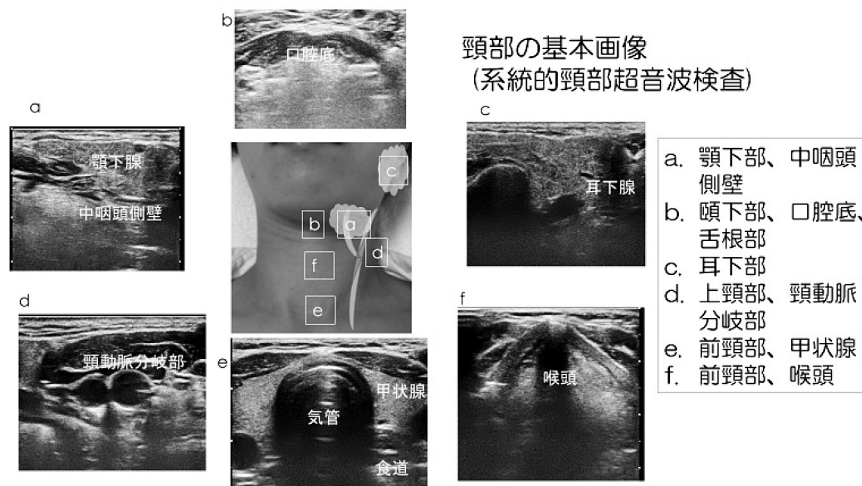 頸部の基本画像
(系統的頸部超音波検査)
a
顎下腺
中咽頭側壁
b
口腔底
c
耳下腺
b
a
c
d
f
e
d
頸動脈分岐部
e
甲状腺
気管
食道
f
喉頭
a. 顎下部、中咽頭
側壁
b. 頤下部、口腔底、
舌根部
c. 耳下部
d. 上頸部、頸動脈
分岐部
e. 前頸部、甲状腺
f. 前頸部、喉頭